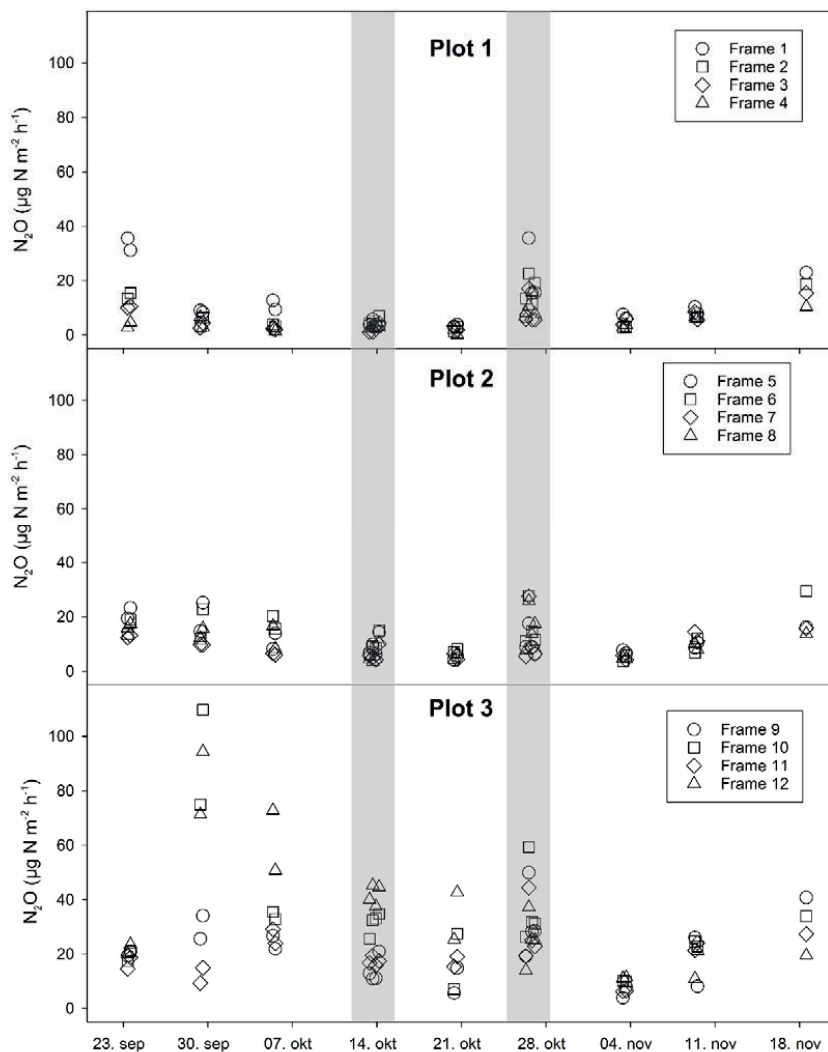 Plot 1
Frame 1
Frame 2
Frame 3
Frame 4
N₂O (µg N m⁻² h⁻¹)
100
80
60
40
20
0
Plot 2
Frame 5
Frame 6
Frame 7
Frame 8
N₂O (µg N m⁻² h⁻¹)
100
80
60
40
20
0
Plot 3
Frame 9
Frame 10
Frame 11
Frame 12
N₂O (µg N m⁻² h⁻¹)
100
80
60
40
20
0
23. sep 30. sep 07. okt 14. okt 21. okt 28. okt 04. nov 11. nov 18. nov